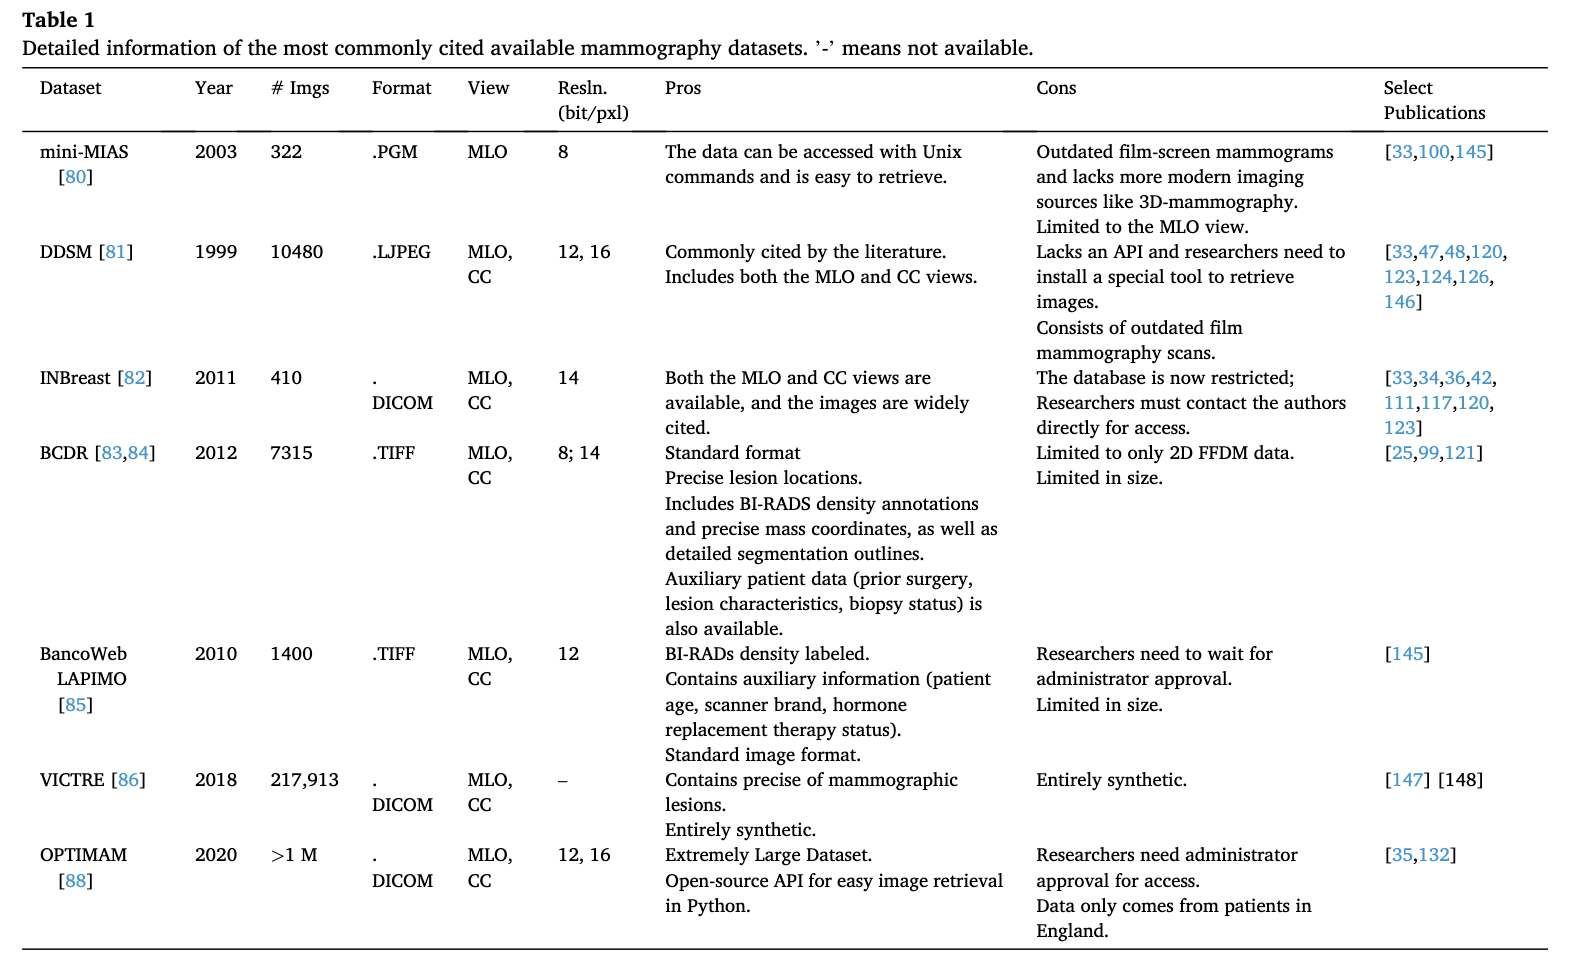 Table 1
Detailed information of the most commonly cited available mammography datasets. ’-’ means not available.
Dataset Year # Imgs Format View Resln. (bit/pxl) Pros Cons Select Publications
mini-MIAS [80] 2003 322 .PGM MLO 8 The data can be accessed with Unix commands and is easy to retrieve. Outdated film-screen mammograms and lacks more modern imaging sources like 3D-mammography. Limited to the MLO view. [33,100,145]
DDSM [81] 1999 10480 .LJPEG MLO, CC 12, 16 Commonly cited by the literature. Includes both the MLO and CC views. Lacks an API and researchers need to install a special tool to retrieve images. Consists of outdated film mammography scans. [33,47,48,120, 123,124,126, 146]
INBreast [82] 2011 410 . DICOM MLO, CC 14 Both the MLO and CC views are available, and the images are widely cited. The database is now restricted; Researchers must contact the authors directly for access. [33,34,36,42, 111,117,120, 123]
BCDR [83,84] 2012 7315 .TIFF MLO, CC 8; 14 Standard format Precise lesion locations. Includes BI-RADS density annotations and precise mass coordinates, as well as detailed segmentation outlines. Auxiliary patient data (prior surgery, lesion characteristics, biopsy status) is also available. Limited to only 2D FFDM data. Limited in size. [25,99,121]
BancoWeb LAPIMO [85] 2010 1400 .TIFF MLO, CC 12 BI-RADs density labeled. Contains auxiliary information (patient age, scanner brand, hormone replacement therapy status). Standard image format. Researchers need to wait for administrator approval. Limited in size. [145]
VICTRE [86] 2018 217,913 . DICOM MLO, CC – Contains precise of mammographic lesions. Entirely synthetic. Entirely synthetic. [147] [148]
OPTIMAM [88] 2020 >1 M . DICOM MLO, CC 12, 16 Extremely Large Dataset. Open-source API for easy image retrieval in Python. Researchers need administrator approval for access. Data only comes from patients in England. [35,132]